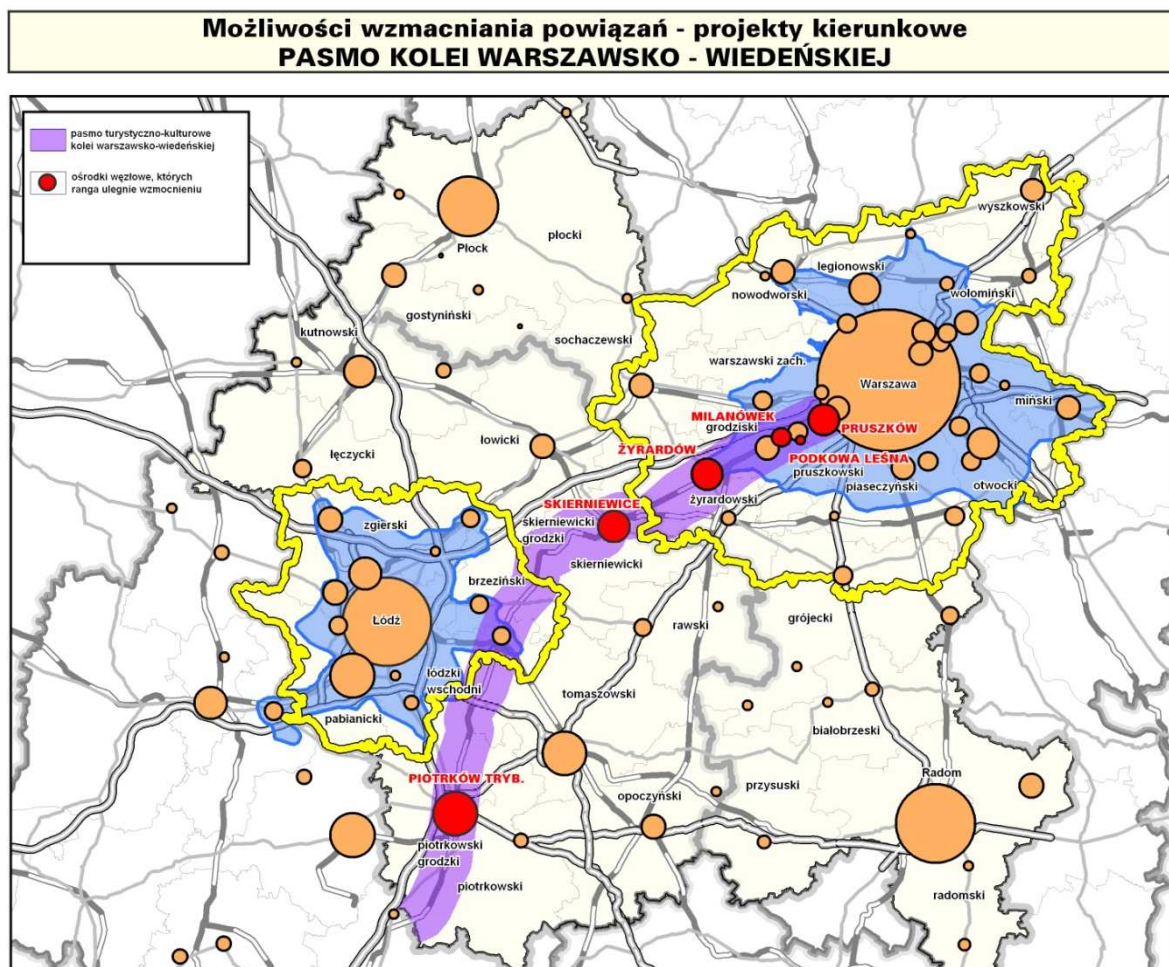 Możliwości wzmacniania powiązań - projekty kierunkowe
PASMO KOLEI WARSZAWSKO - WIEDEŃSKIEJ
pasmo turystyczno-kulturowe
kolei warszawsko-wiedeńskiej
ośrodki węzłowe, których
ranga ulegnie wzmocnieniu
wyszkowski
płocki
Płock
legionowski
nowodworski
wołomiński
gostyniński
kutnowski
sochaczewski
warszawski zach.
Warszawa
miński
MILANÓWEK
grodziski
PRUSZKÓW
łowicki
ŻYRARDÓW
PODKOWA LEŚNA
łęczycki
pruszkowski
piaseczyński
otwocki
żyrardowski
SKIERNIEWICE
zgierski
skierniewicki
grodzki
skierniewicki
brzeziński
grójecki
Łódź
rawski
łódzki
wschodni
tomaszowski
pabianicki
białobrzeski
PIOTRKÓW TRYB.
Radom
przysuski
opoczyński
piotrkowski
grodzki
piotrkowski
radomski